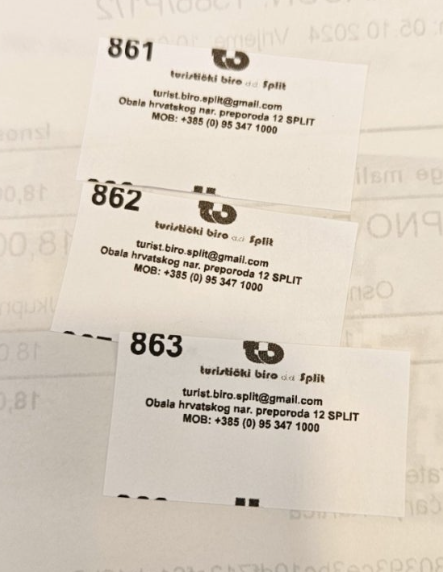 861
turistički biro d.d. Split
turist.biro.split@gmail.com
Obala hrvatskog nar. preporoda 12 SPLIT
MOB: +385 (0) 95 347 1000
862
turistički biro d.d. Split
turist.biro.split@gmail.com
Obala hrvatskog nar. preporoda 12 SPLIT
MOB: +385 (0) 95 347 1000
863
turistički biro d.d. Split
turist.biro.split@gmail.com
Obala hrvatskog nar. preporoda 12 SPLIT
MOB: +385 (0) 95 347 1000